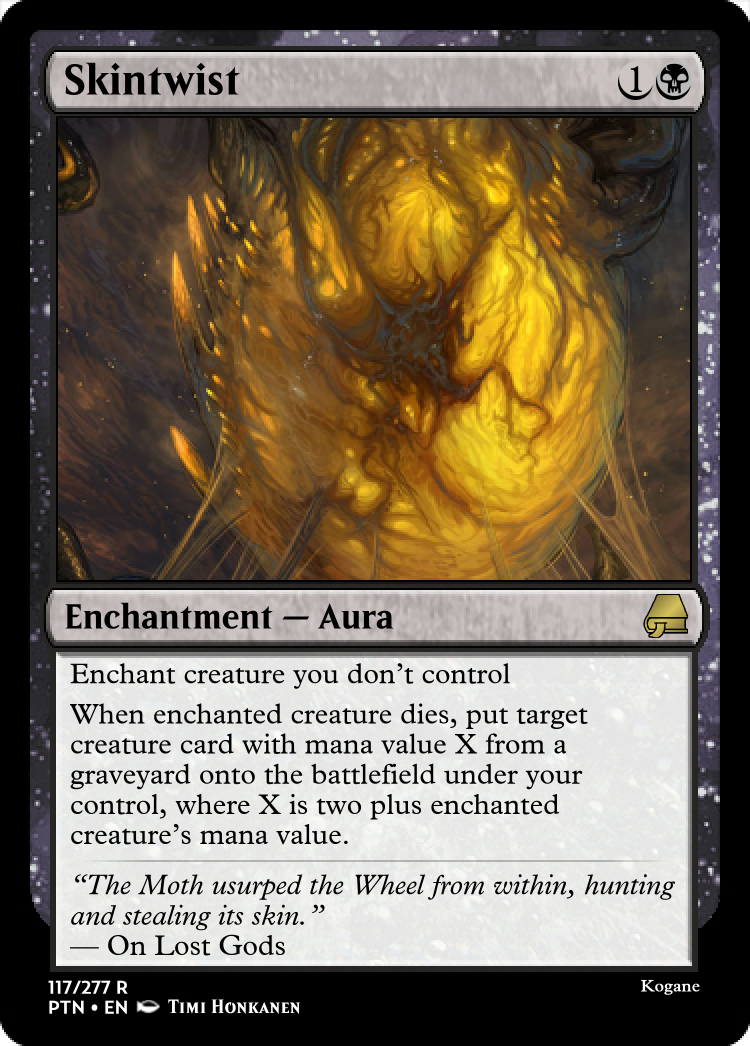 Skintwist 1
Enchantment — Aura
Enchant creature you don’t control
When enchanted creature dies, put target
creature card with mana value X from a
graveyard onto the battlefield under your
control, where X is two plus enchanted
creature’s mana value.
“The Moth usurped the Wheel from within, hunting
and stealing its skin.”
— On Lost Gods
117/277 R
PTN • EN Timi Honkanen
Kogane